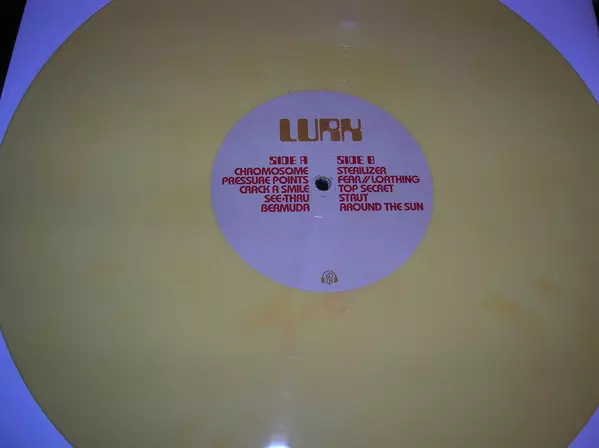 LURK
SIDE A
CHROMOSOME
PRESSURE POINTS
CRACK A SMILE
SEE-THRU
BERMUDA
SIDE B
STERILIZER
FEAR//LOATHING
TOP SECRET
STRUT
AROUND THE SUN